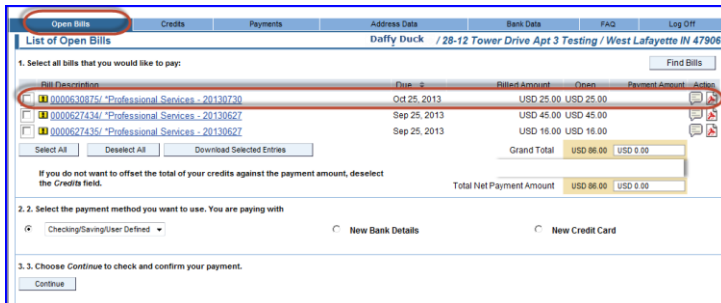 Open Bills Credits Payments Address Data Bank Data FAQ Log Off
List of Open Bills Daffy Duck / 28-12 Tower Drive Apt 3 Testing / West Lafayette IN 47906
1. Select all bills that you would like to pay: Find Bills
Bill Description Due Billed Amount Open Payment Amount Action
0000630875/ *Professional Services - 20130730 Oct 25, 2013 USD 25.00 USD 25.00
0000627434/ *Professional Services - 20130627 Sep 25, 2013 USD 45.00 USD 45.00
0000627435/ *Professional Services - 20130627 Sep 25, 2013 USD 16.00 USD 16.00
Select All Deselect All Download Selected Entries Grand Total USD 86.00 USD 0.00
If you do not want to offset the total of your credits against the payment amount, deselect
the Credits field.
Total Net Payment Amount USD 86.00 USD 0.00
2. 2. Select the payment method you want to use. You are paying with
Checking/Saving/User Defined New Bank Details New Credit Card
3. 3. Choose Continue to check and confirm your payment.
Continue